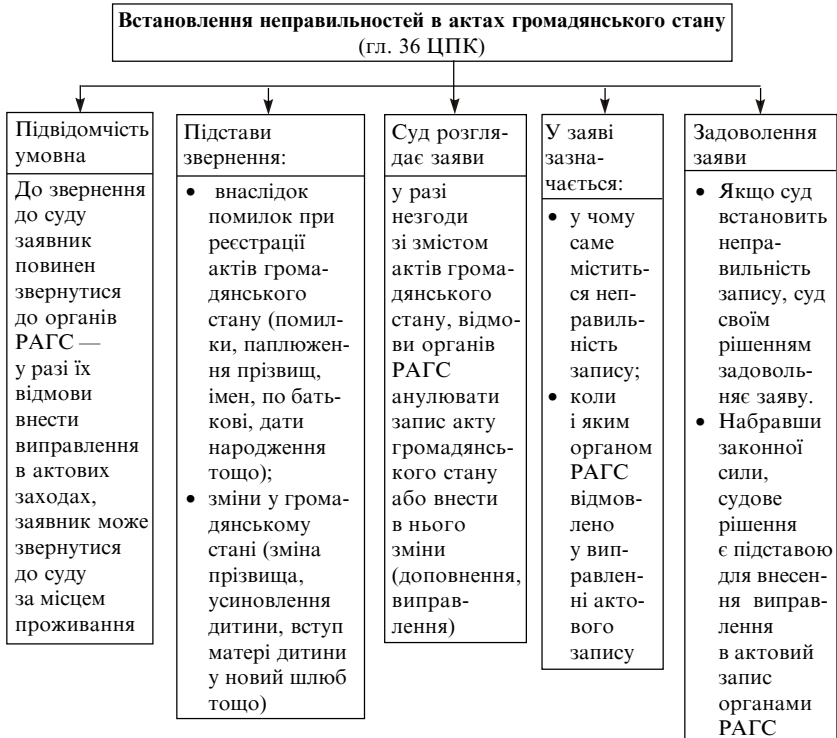 Встановлення неправильностей в актах громадянського стану
(гл. 36 ЦПК)
Підвідомчість
умовна
До звернення
до суду
заявник
повинен
звернутися
до органів
РАГС —
у разі їх
відмови
внести
виправлення
в актових
заходах,
заявник може
звернутися
до суду
за місцем
проживання
Підстави
звернення:
• внаслідок
помилок при
реєстрації
актів грома-
дянського
стану (помил-
ки, паплюжен-
ня прізвищ,
імен, по бать-
кові, дати
народження
тощо);
• зміни у грома-
дянському
стані (зміна
прізвища,
усиновлення
дитини, вступ
матері дитини
у новий шлюб
тощо)
Суд розгля-
дає заяви
у разі
незгоди
зі змістом
актів грома-
дянського
стану, відмо-
ви органів
РАГС
анулювати
запис акту
громадянсь-
кого стану
або внести
в нього
зміни
(доповнення,
виправ-
лення)
У заяві
зазна-
чається:
• у чому
саме
містить-
ся неп-
равиль-
ність
запису;
• коли
і яким
органом
РАГС
відмов-
лено
у вип-
равлен-
ні акто-
вого
запису
Задоволення
заяви
• Якщо суд
встановить
непра-
вильність
запису, суд
своїм
рішенням
задоволь-
няє заяву.
• Набравши
законної
сили,
судове
рішення
є підставою
для внесен-
ня виправ-
лення
в актовий
запис
органами
РАГС